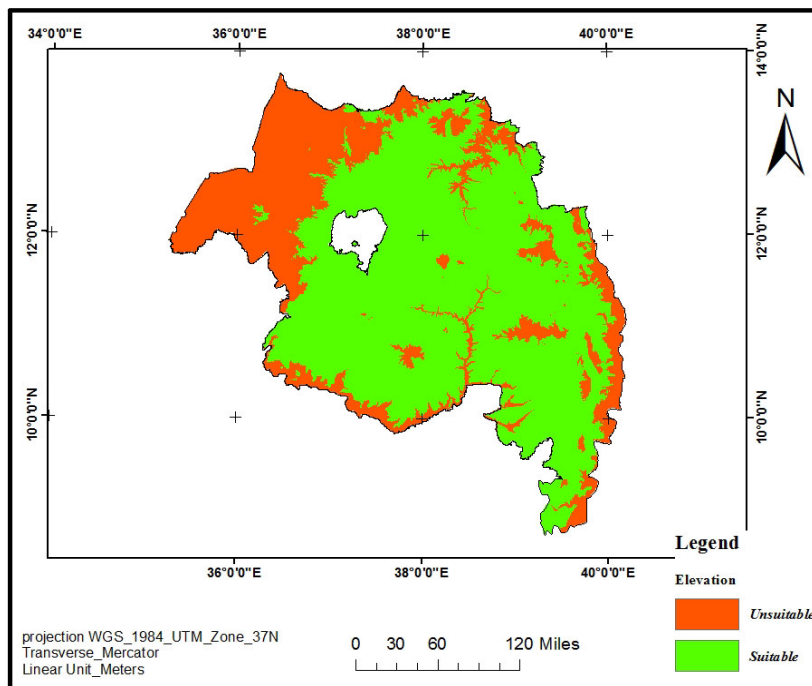 34°0'0"E 36°0'0"E 38°0'0"E 40°0'0"E
14°0'0"N
N
12°0'0"N 12°0'0"N
10°0'0"N 10°0'0"N
36°0'0"E 38°0'0"E 40°0'0"E
Legend
Elevation
Unsuitable
Suitable
projection WGS_1984_UTM_Zone_37N
Transverse_Mercator
Linear Unit_Meters
0 30 60 120 Miles